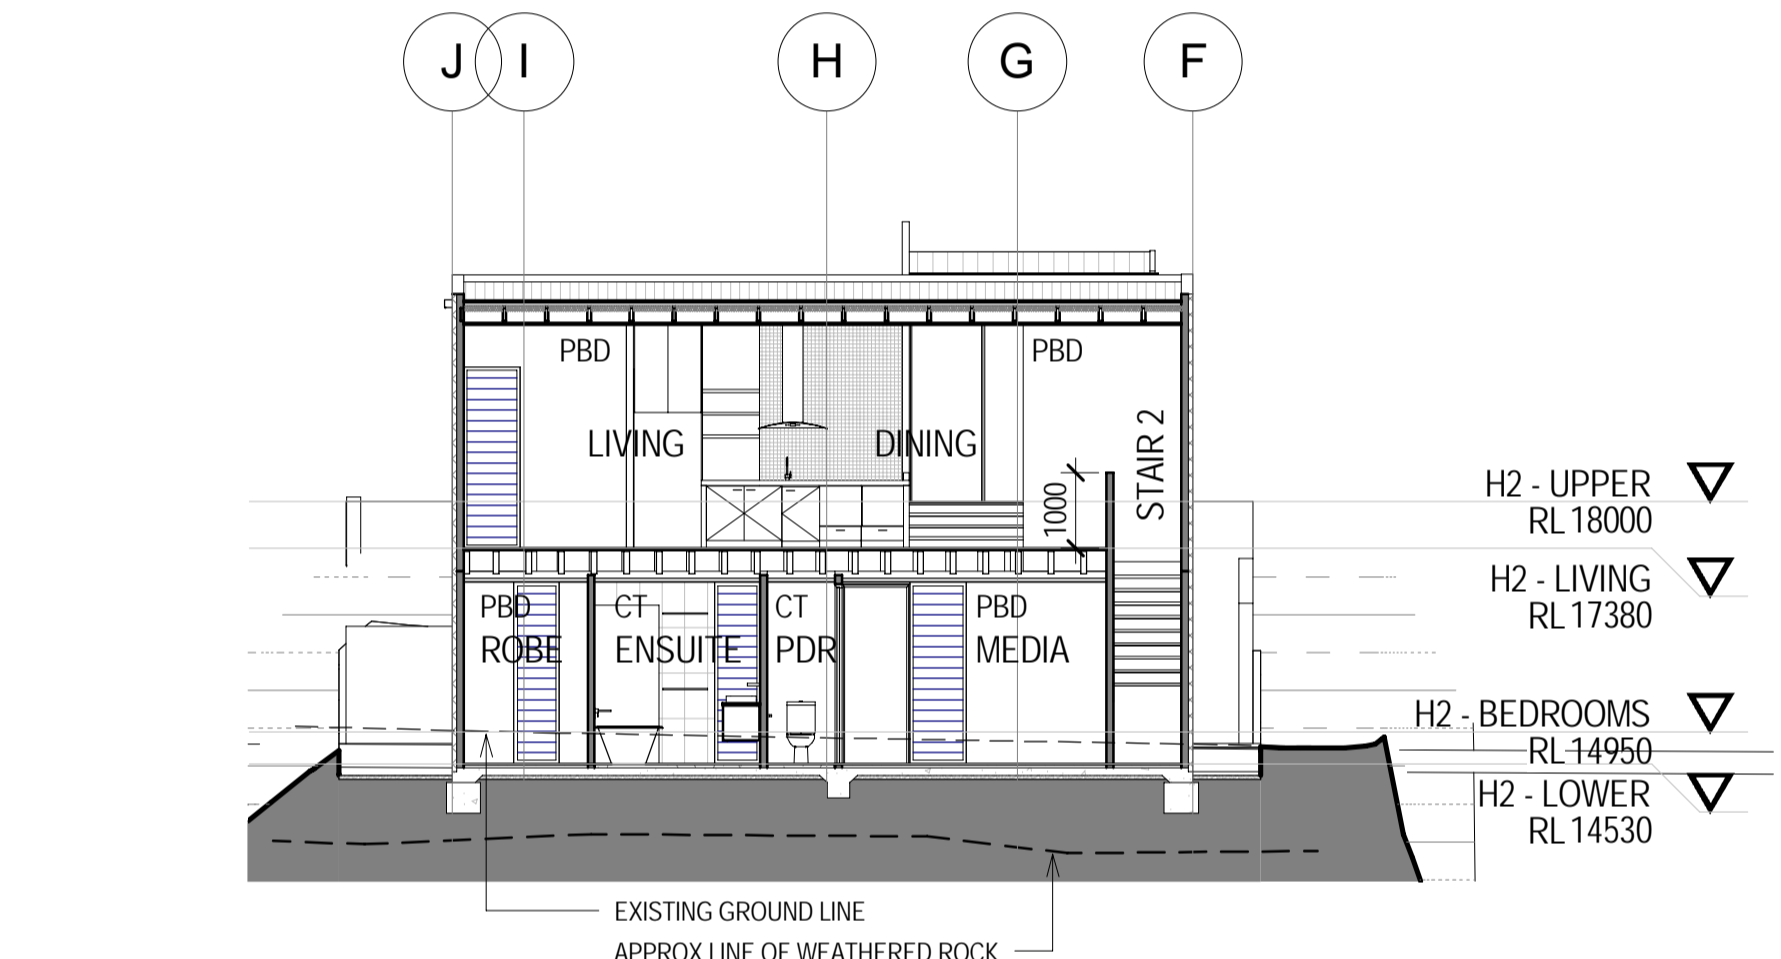 J I H G F
PBD PBD
LIVING DINING
STAIR 2
1000
H2 - UPPER
RL 18000
H2 - LIVING
RL 17380
PBD CT CT PBD
ROBE ENSUITE PDR MEDIA
H2 - BEDROOMS
RL 14950
H2 - LOWER
RL 14530
EXISTING GROUND LINE
APPROX LINE OF WEATHERED ROCK